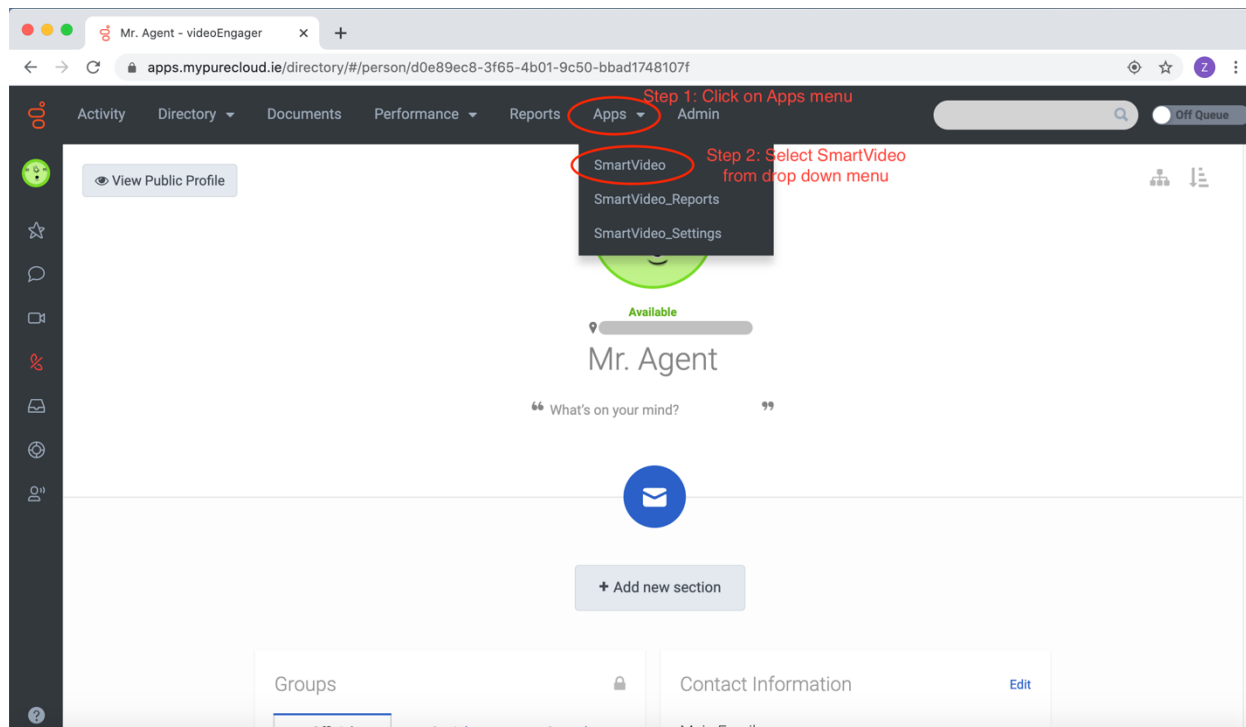 Mr. Agent - videoEngager
apps.mypurecloud.ie/directory/#/person/d0e89ec8-3f65-4b01-9c50-bbad1748107f
Z
Step 1: Click on Apps menu
Activity Directory Documents Performance Reports Apps Admin
Off Queue
SmartVideo
Step 2: Select SmartVideo
from drop down menu
View Public Profile
SmartVideo_Reports
SmartVideo_Settings
Available
Mr. Agent
“ What's on your mind? ”
+ Add new section
Groups
Contact Information
Edit